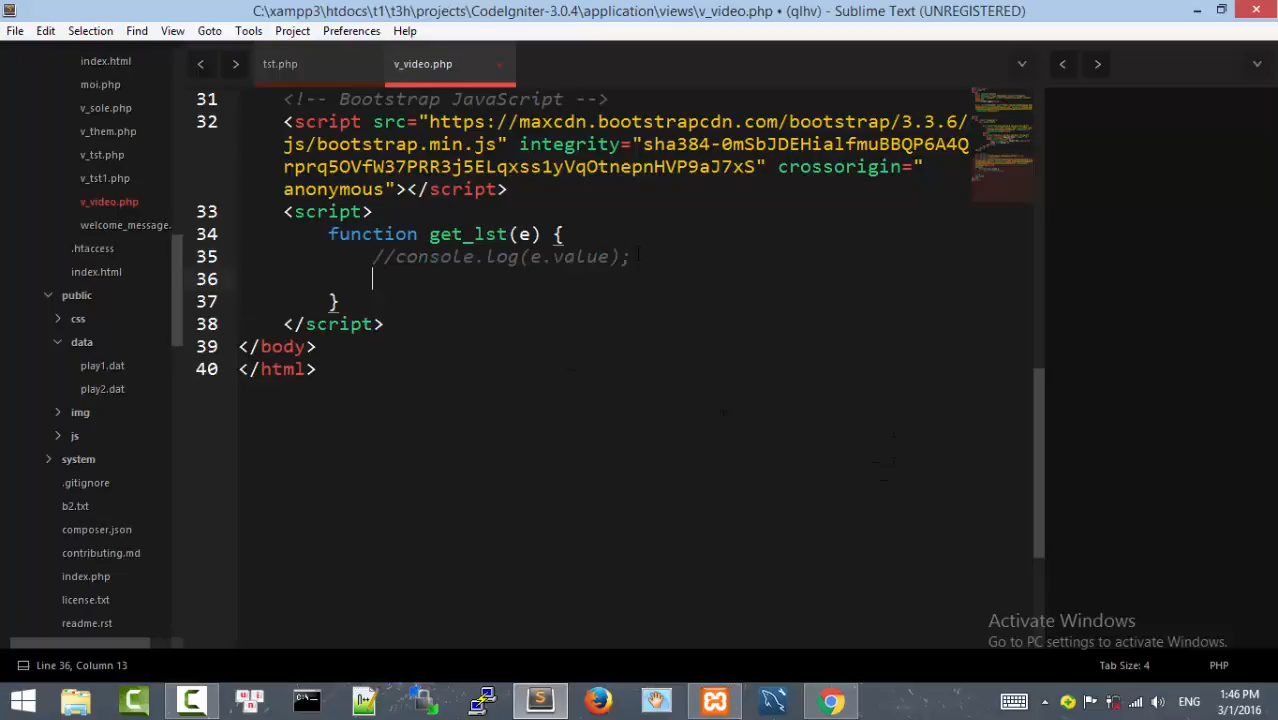 C:\xampp3\htdocs\t1\t3h\projects\CodeIgniter-3.0.4\application\views\v_video.php • (qlhv) - Sublime Text (UNREGISTERED)
File Edit Selection Find View Goto Tools Project Preferences Help
tst.php v_video.php
index.html
moi.php
v_sole.php
v_them.php
v_tst.php
v_tst1.php
v_video.php
welcome_message.
.htaccess
index.html
public
css
data
play1.dat
play2.dat
img
js
system
.gitignore
b2.txt
composer.json
contributing.md
index.php
license.txt
readme.rst
31 <!-- Bootstrap JavaScript -->
32 <script src="https://maxcdn.bootstrapcdn.com/bootstrap/3.3.6/
js/bootstrap.min.js" integrity="sha384-0mSbJDEHialfmuBBQP6A4Q
rprq5OVfW37PRR3j5ELqxss1yVqOtnepnHVP9aJ7xS" crossorigin="
anonymous"></script>
33 <script>
34 function get_lst(e) {
35 //console.log(e.value);
36
37 }
38 </script>
39 </body>
40 </html>
Activate Windows
Go to PC settings to activate Windows.
Line 36, Column 13
Tab Size: 4
PHP
1:46 PM
3/1/2016